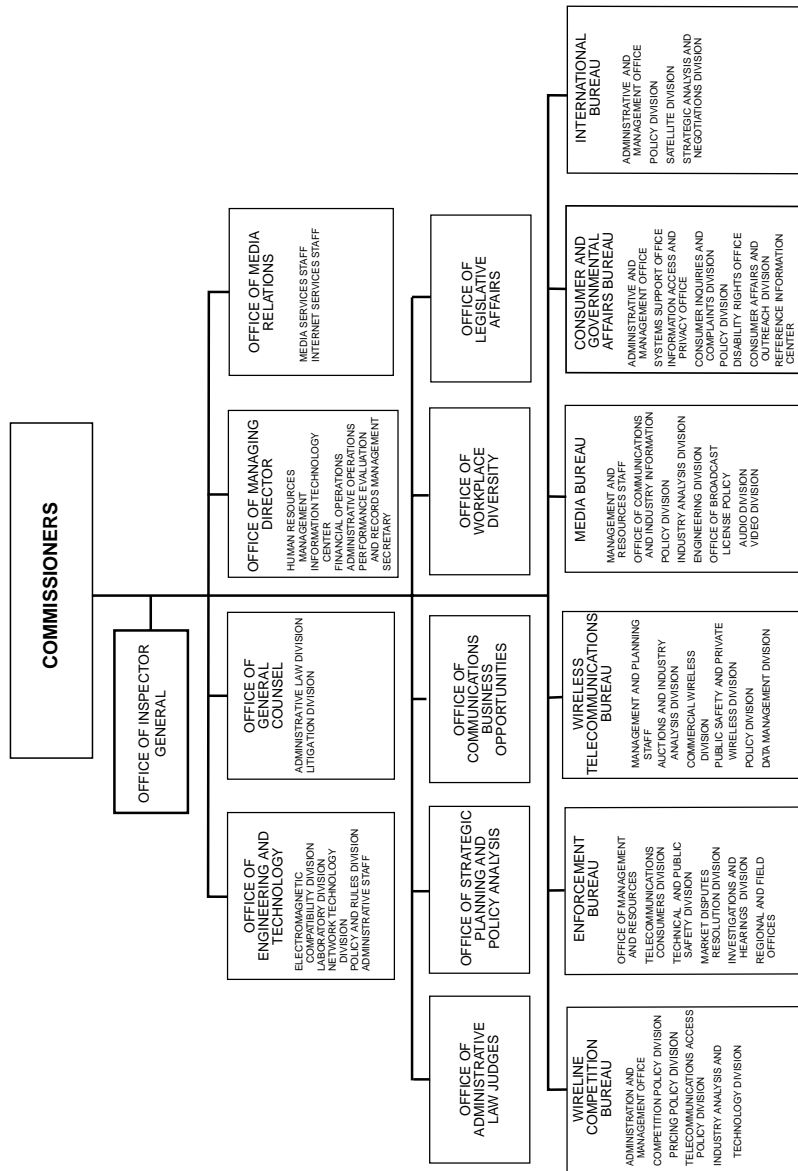 COMMISSIONERS
OFFICE OF INSPECTOR
GENERAL
OFFICE OF
ENGINEERING AND
TECHNOLOGY
ELECTROMAGNETIC
COMPATIBILITY DIVISION
LABORATORY DIVISION
NETWORK TECHNOLOGY
DIVISION
POLICY AND RULES DIVISION
ADMINISTRATIVE STAFF
OFFICE OF
GENERAL
COUNSEL
ADMINISTRATIVE LAW DIVISION
LITIGATION DIVISION
OFFICE OF MANAGING
DIRECTOR
HUMAN RESOURCES
MANAGEMENT
INFORMATION TECHNOLOGY
CENTER
FINANCIAL OPERATIONS
ADMINISTRATIVE OPERATIONS
PERFORMANCE EVALUATION
AND RECORDS MANAGEMENT
SECRETARY
OFFICE OF MEDIA
RELATIONS
MEDIA SERVICES STAFF
INTERNET SERVICES STAFF
OFFICE OF
ADMINISTRATIVE
LAW JUDGES
OFFICE OF STRATEGIC
PLANNING AND
POLICY ANALYSIS
OFFICE OF
COMMUNICATIONS
BUSINESS
OPPORTUNITIES
OFFICE OF
WORKPLACE
DIVERSITY
OFFICE OF
LEGISLATIVE
AFFAIRS
WIRELINE
COMPETITION
BUREAU
ADMINISTRATION AND
MANAGEMENT OFFICE
COMPETITION POLICY DIVISION
PRICING POLICY DIVISION
TELECOMMUNICATIONS ACCESS
POLICY DIVISION
INDUSTRY ANALYSIS AND
TECHNOLOGY DIVISION
ENFORCEMENT
BUREAU
OFFICE OF MANAGEMENT
AND RESOURCES
TELECOMMUNICATIONS
CONSUMERS DIVISION
TECHNICAL AND PUBLIC
SAFETY DIVISION
MARKET DISPUTES
RESOLUTION DIVISION
INVESTIGATIONS AND
HEARINGS DIVISION
REGIONAL AND FIELD
OFFICES
WIRELESS
TELECOMMUNICATIONS
BUREAU
MANAGEMENT AND PLANNING
STAFF
AUCTIONS AND INDUSTRY
ANALYSIS DIVISION
COMMERCIAL WIRELESS
DIVISION
PUBLIC SAFETY AND PRIVATE
WIRELESS DIVISION
POLICY DIVISION
DATA MANAGEMENT DIVISION
MEDIA BUREAU
MANAGEMENT AND
RESOURCES STAFF
OFFICE OF COMMUNICATIONS
AND INDUSTRY INFORMATION
POLICY DIVISION
INDUSTRY ANALYSIS DIVISION
ENGINEERING DIVISION
OFFICE OF BROADCAST
LICENSE POLICY
AUDIO DIVISION
VIDEO DIVISION
CONSUMER AND
GOVERNMENTAL
AFFAIRS BUREAU
ADMINISTRATIVE AND
MANAGEMENT OFFICE
SYSTEMS SUPPORT OFFICE
INFORMATION ACCESS AND
PRIVACY OFFICE
CONSUMER INQUIRIES AND
COMPLAINTS DIVISION
POLICY DIVISION
DISABILITY RIGHTS OFFICE
CONSUMER AFFAIRS AND
OUTREACH DIVISION
REFERENCE INFORMATION
CENTER
INTERNATIONAL
BUREAU
ADMINISTRATIVE AND
MANAGEMENT OFFICE
POLICY DIVISION
SATELLITE DIVISION
STRATEGIC ANALYSIS AND
NEGOTIATIONS DIVISION